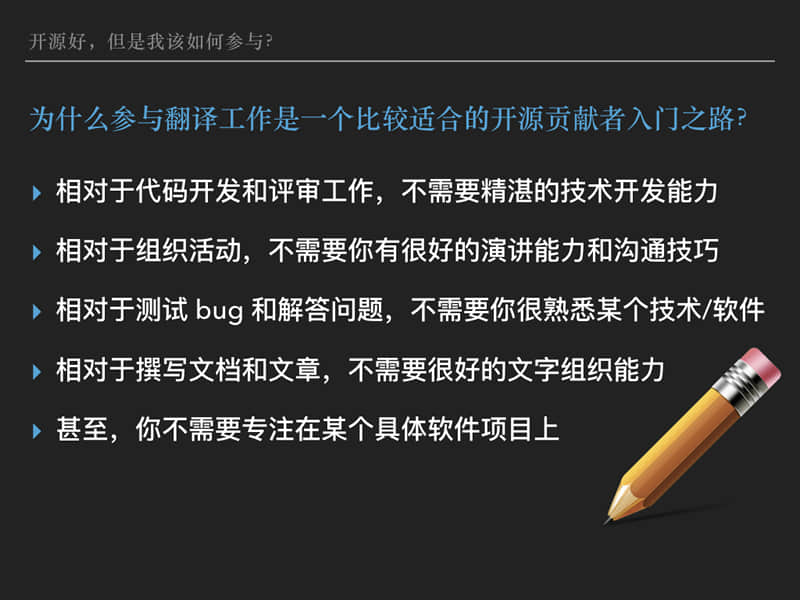 开源好，但是我该如何参与?
为什么参与翻译工作是一个比较适合的开源贡献者入门之路?
相对于代码开发和评审工作，不需要精湛的技术开发能力
相对于组织活动，不需要你有很好的演讲能力和沟通技巧
相对于测试 bug 和解答问题，不需要你很熟悉某个技术/软件
相对于撰写文档和文章，不需要很好的文字组织能力
甚至，你不需要专注在某个具体软件项目上